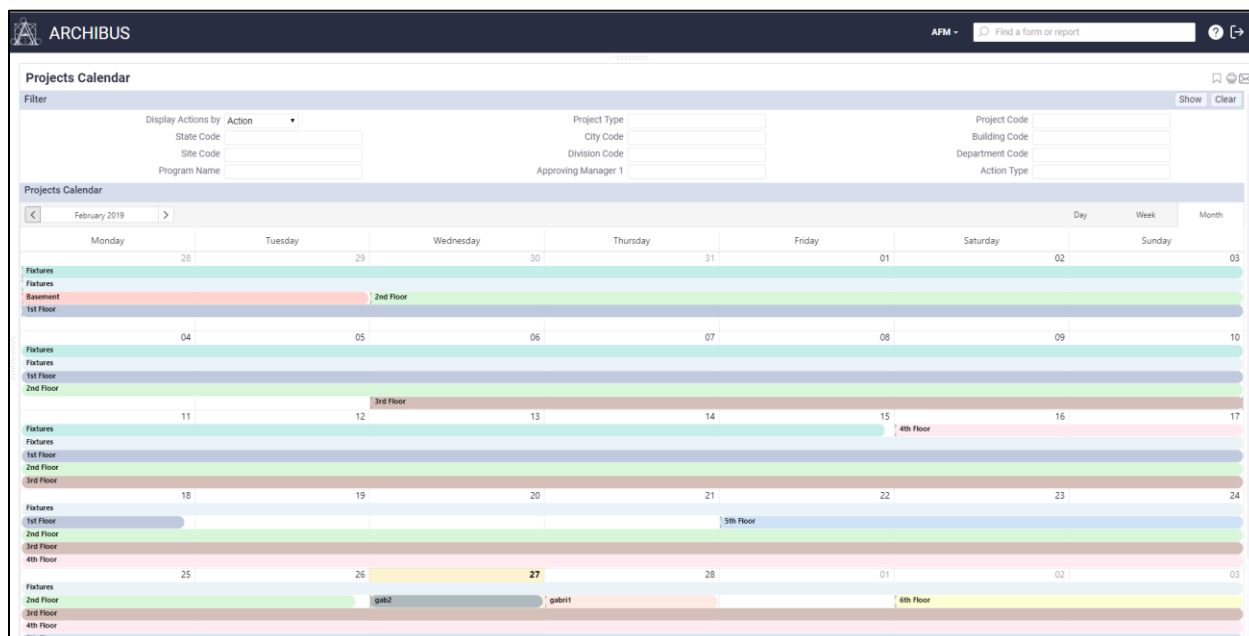 ARCHIBUS
AFM
Find a form or report
Projects Calendar
Filter
Show Clear
Display Actions by Action Project Type Project Code
State Code City Code Building Code
Site Code Division Code Department Code
Program Name Approving Manager 1 Action Type
Projects Calendar
February 2019 Day Week Month
Monday Tuesday Wednesday Thursday Friday Saturday Sunday
28 29 30 31 01 02 03
Fixtures
Fixtures
Basement 2nd Floor
1st Floor
04 05 06 07 08 09 10
Fixtures
Fixtures
1st Floor
2nd Floor
3rd Floor
11 12 13 14 15 16 17
Fixtures 4th Floor
Fixtures
1st Floor
2nd Floor
3rd Floor
18 19 20 21 22 23 24
Fixtures
1st Floor 5th Floor
2nd Floor
3rd Floor
4th Floor
25 26 27 28 01 02 03
Fixtures
2nd Floor gab2 gabri1 6th Floor
3rd Floor
4th Floor